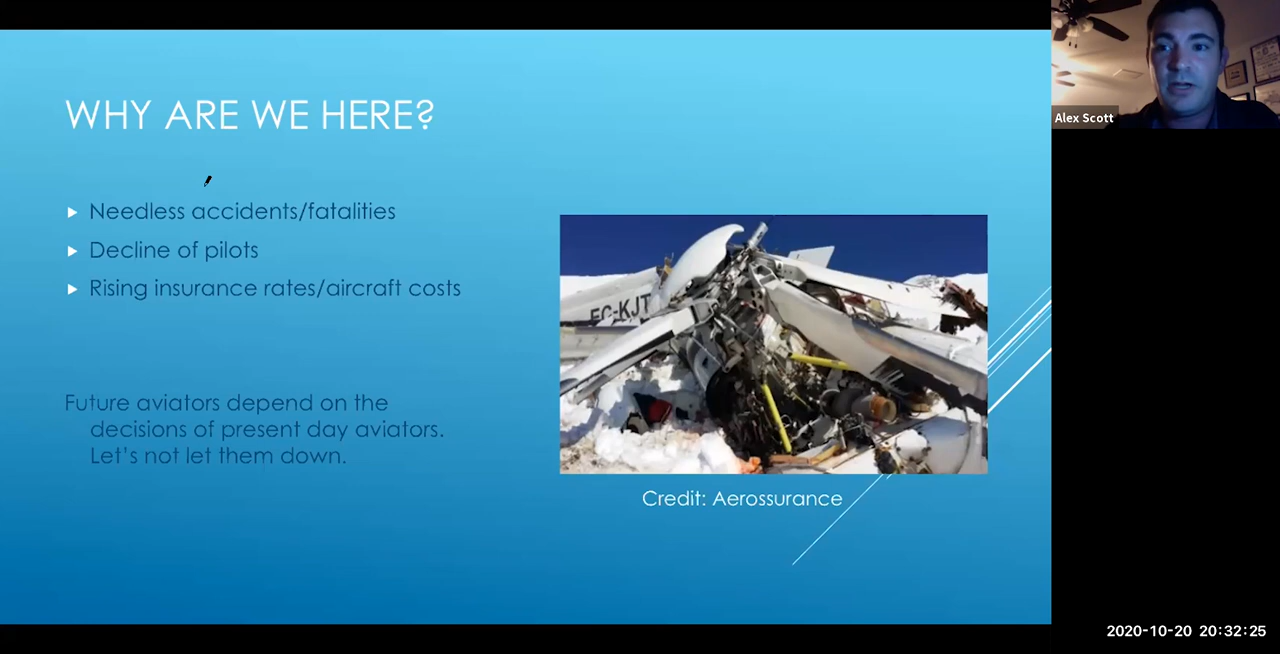 WHY ARE WE HERE?
Needless accidents/fatalities
Decline of pilots
Rising insurance rates/aircraft costs
Future aviators depend on the
decisions of present day aviators.
Let's not let them down.
EC-KJT
Credit: Aerossurance
Alex Scott
2020-10-20 20:32:25